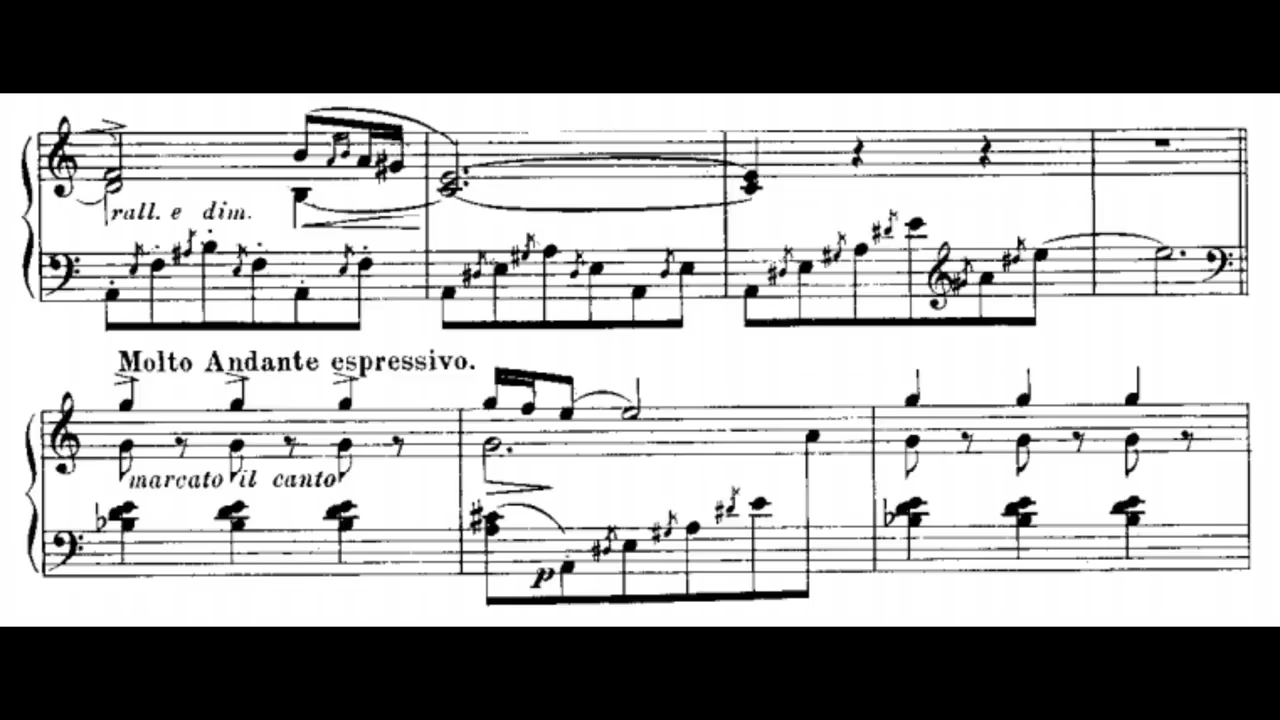 rall. e dim.
Molto Andante espressivo.
marcato il canto
p